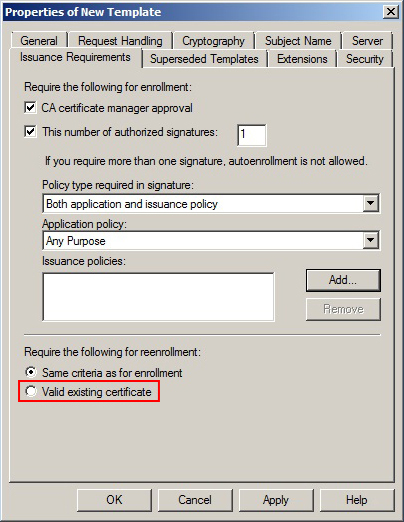 Properties of New Template
General Request Handling Cryptography Subject Name Server
Issuance Requirements Superseded Templates Extensions Security
Require the following for enrollment:
CA certificate manager approval
This number of authorized signatures: 1
If you require more than one signature, autoenrollment is not allowed.
Policy type required in signature:
Both application and issuance policy
Application policy:
Any Purpose
Issuance policies:
Add...
Remove
Require the following for reenrollment:
Same criteria as for enrollment
Valid existing certificate
OK Cancel Apply Help